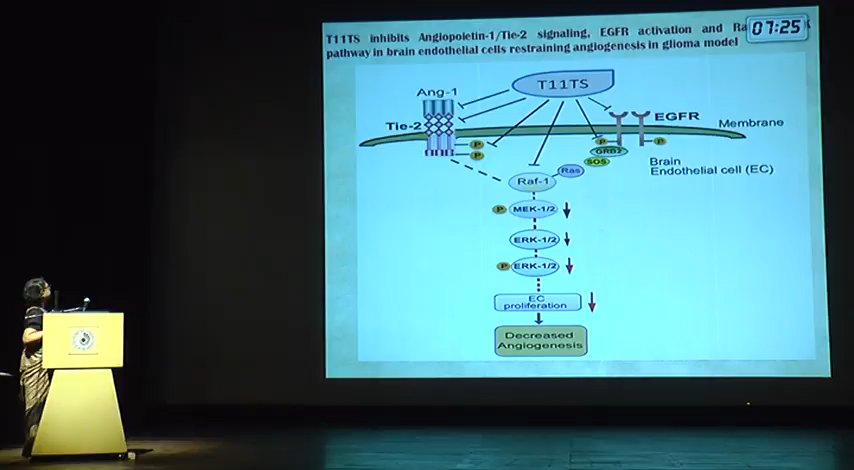 T11TS inhibits Angiopoietin-1/Tie-2 signaling, EGFR activation and
07:25
pathway in brain endothelial cells restraining angiogenesis in glioma model
T11TS
Ang-1
Tie-2
EGFR
Membrane
P
P
P
P
GRB2
SOS
Brain
Endothelial cell (EC)
Ras
Raf-1
P MEK-1/2
ERK-1/2
P ERK-1/2
EC
proliferation
Decreased
Angiogenesis